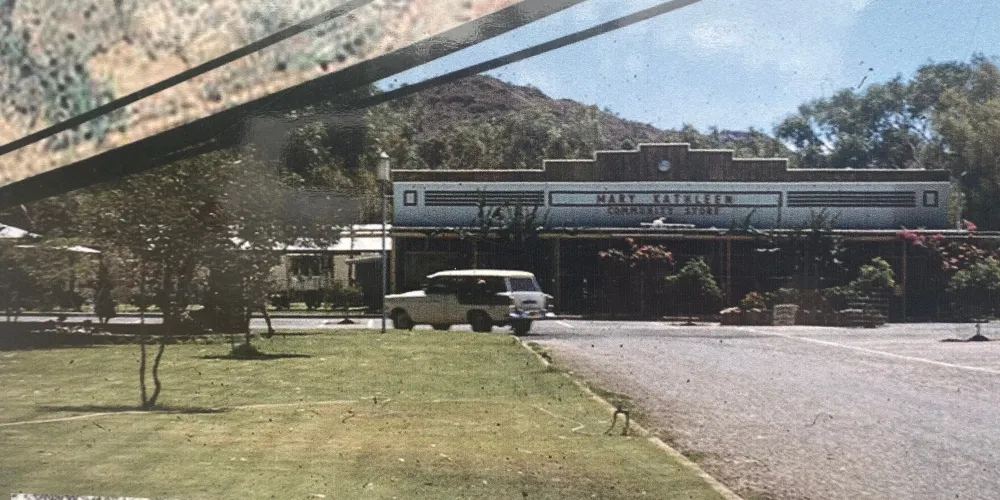 MARY KATHLEEN
COMMUNITY STORE